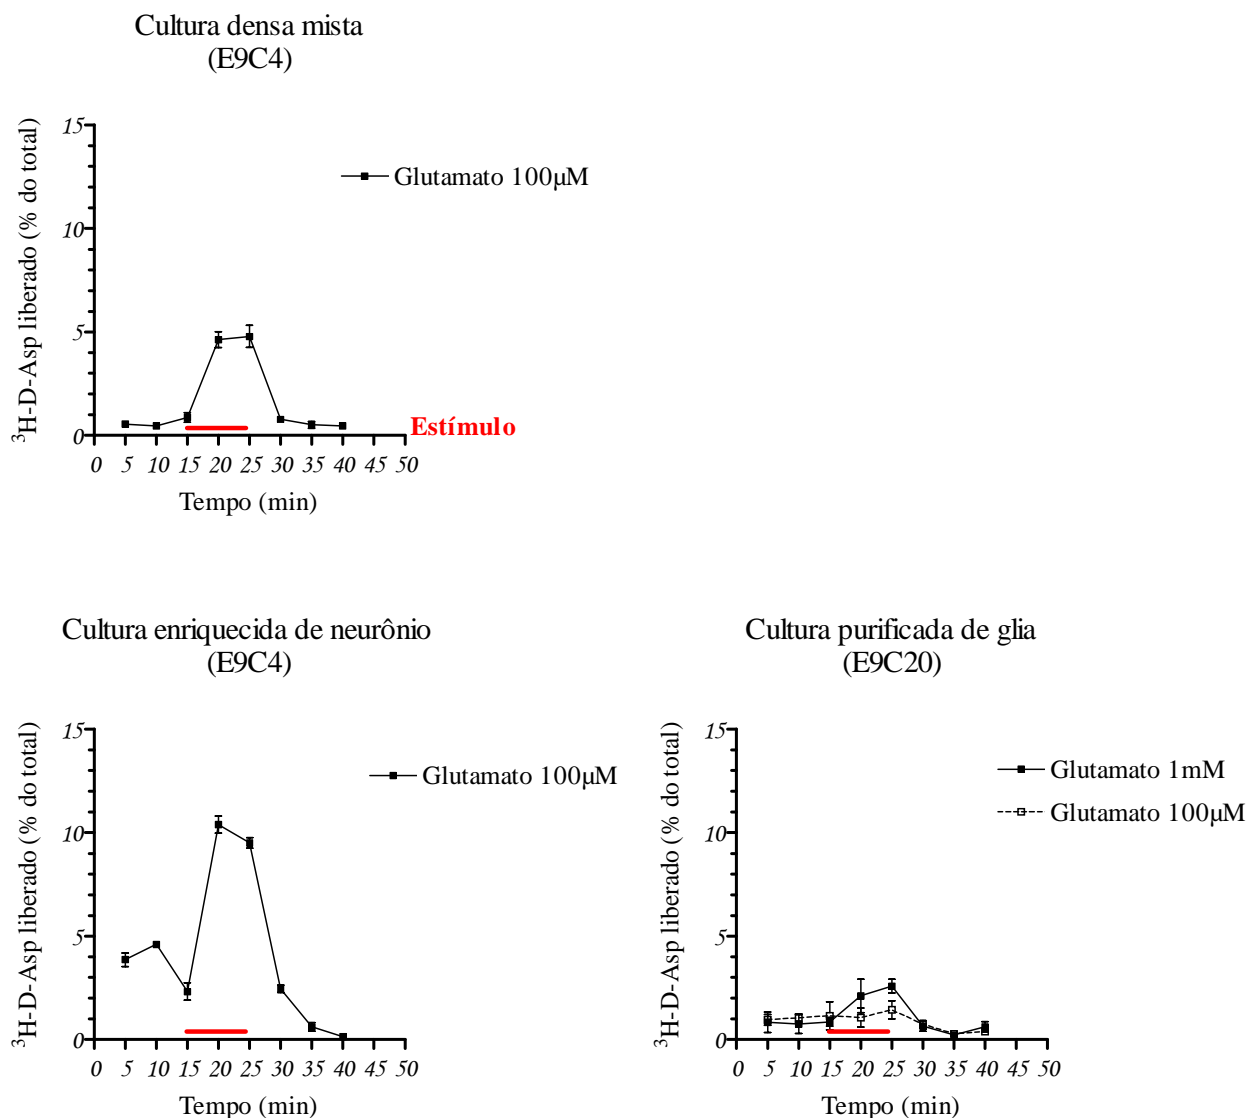 Cultura densa mista
(E9C4)
³H-D-Asp liberado (% do total)
15
10
5
0
Glutamato 100µM
Estímulo
0 5 10 15 20 25 30 35 40 45 50
Tempo (min)
Cultura enriquecida de neurônio
(E9C4)
³H-D-Asp liberado (% do total)
15
10
5
0
Glutamato 100µM
0 5 10 15 20 25 30 35 40 45 50
Tempo (min)
Cultura purificada de glia
(E9C20)
³H-D-Asp liberado (% do total)
15
10
5
0
Glutamato 1mM
Glutamato 100µM
0 5 10 15 20 25 30 35 40 45 50
Tempo (min)